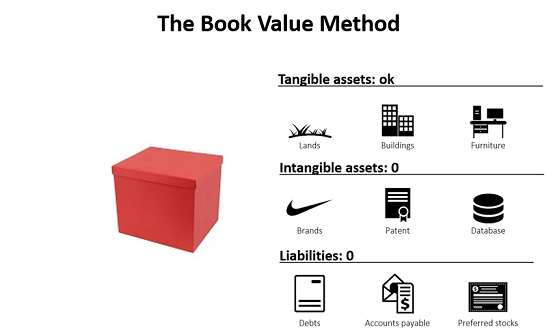 The Book Value Method
Tangible assets: ok
Lands Buildings Furniture
Intangible assets: 0
Brands Patent Database
Liabilities: 0
$ $
Debts Accounts payable Preferred stocks